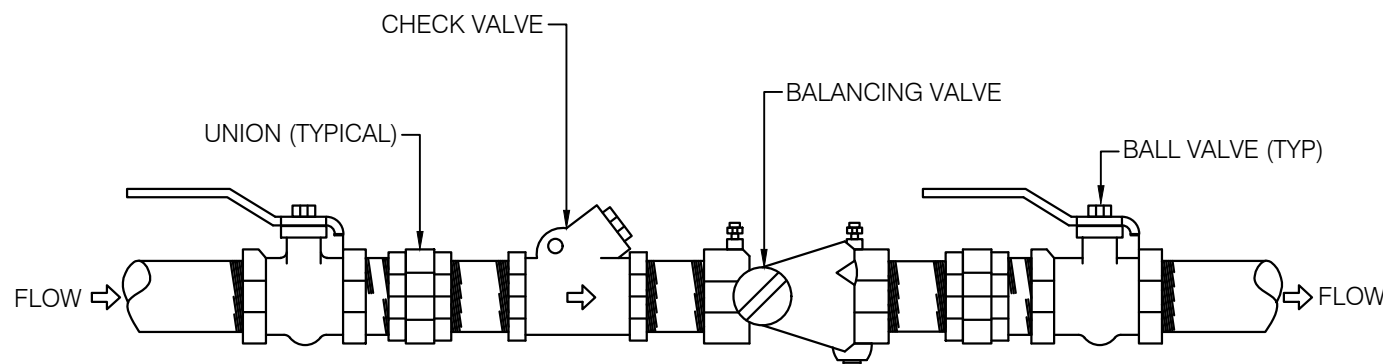 CHECK VALVE
BALANCING VALVE
UNION (TYPICAL)
BALL VALVE (TYP)
FLOW
FLOW